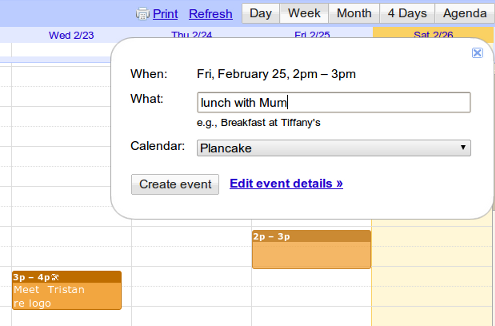 Print Refresh Day Week Month 4 Days Agenda
Wed 2/23 Thu 2/24 Fri 2/25 Sat 2/26
When: Fri, February 25, 2pm – 3pm
What: lunch with Mum
e.g., Breakfast at Tiffany's
Calendar: Plancake
Create event Edit event details »
2p – 3p
3p – 4p
Meet Tristan
re logo